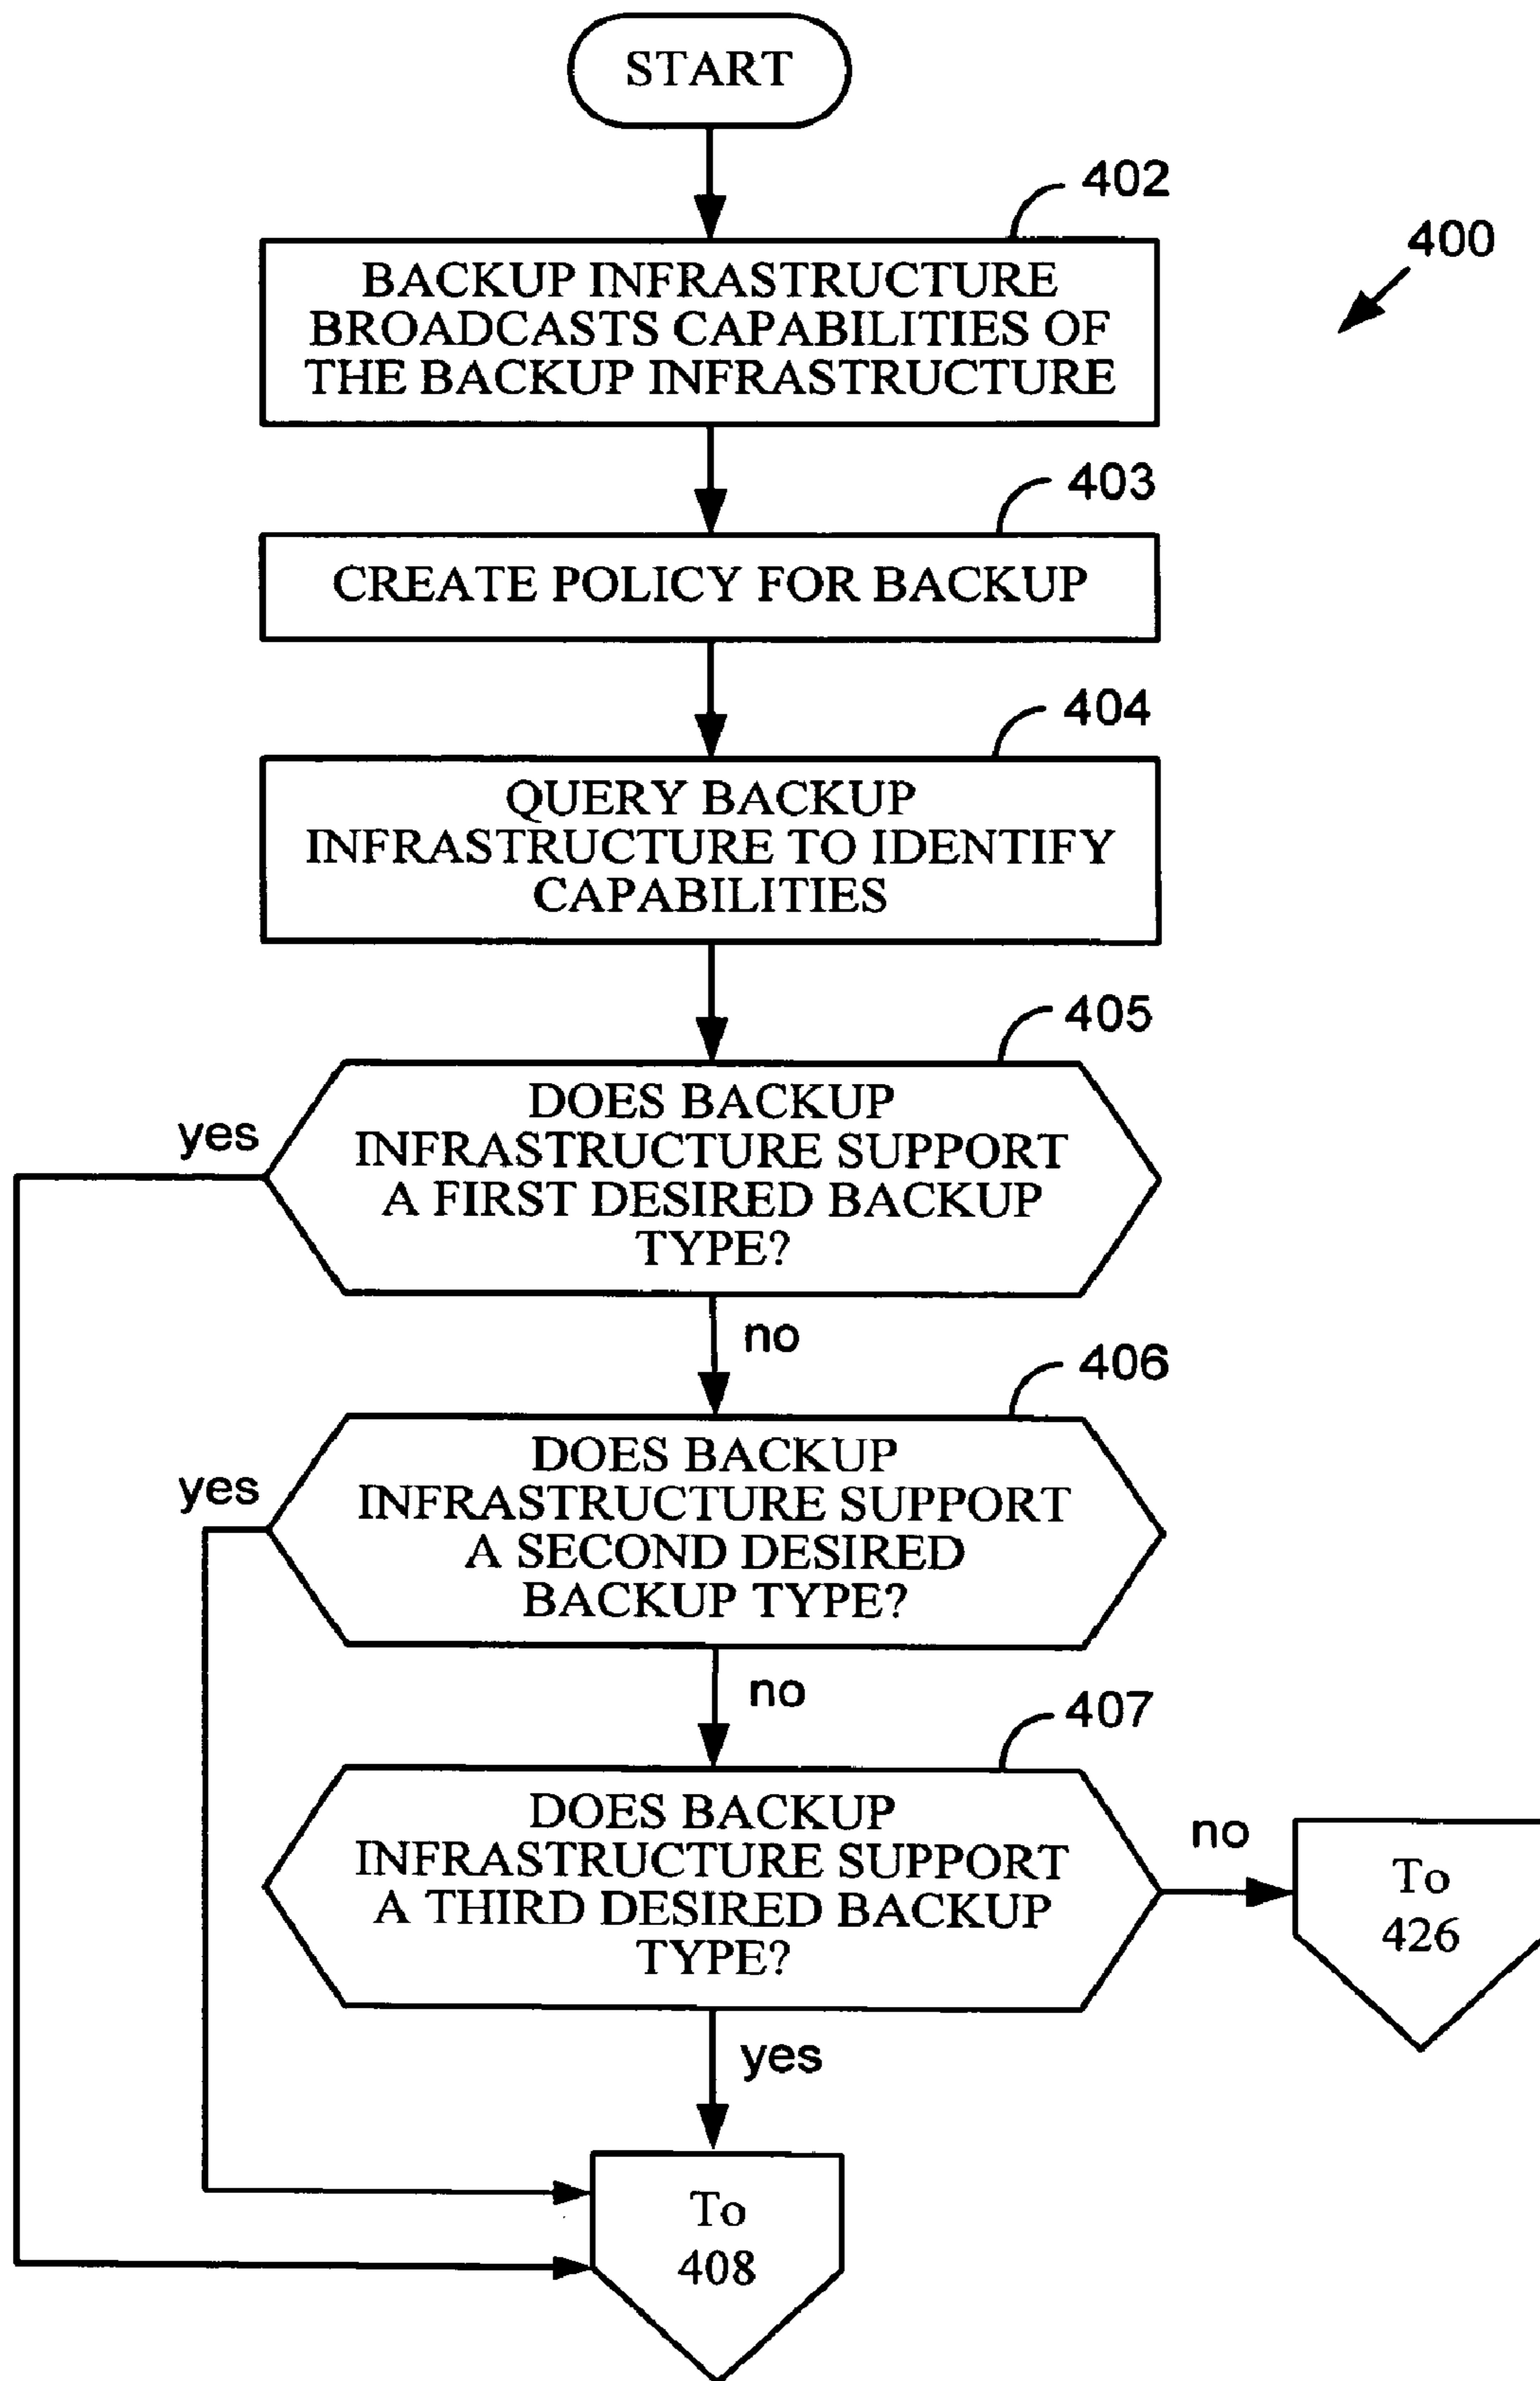 START
402
400
BACKUP INFRASTRUCTURE
BROADCASTS CAPABILITIES OF
THE BACKUP INFRASTRUCTURE
403
CREATE POLICY FOR BACKUP
404
QUERY BACKUP
INFRASTRUCTURE TO IDENTIFY
CAPABILITIES
405
yes
DOES BACKUP
INFRASTRUCTURE SUPPORT
A FIRST DESIRED BACKUP
TYPE?
no
406
yes
DOES BACKUP
INFRASTRUCTURE SUPPORT
A SECOND DESIRED
BACKUP TYPE?
no
407
DOES BACKUP
INFRASTRUCTURE SUPPORT
A THIRD DESIRED BACKUP
TYPE?
no
To
426
yes
To
408